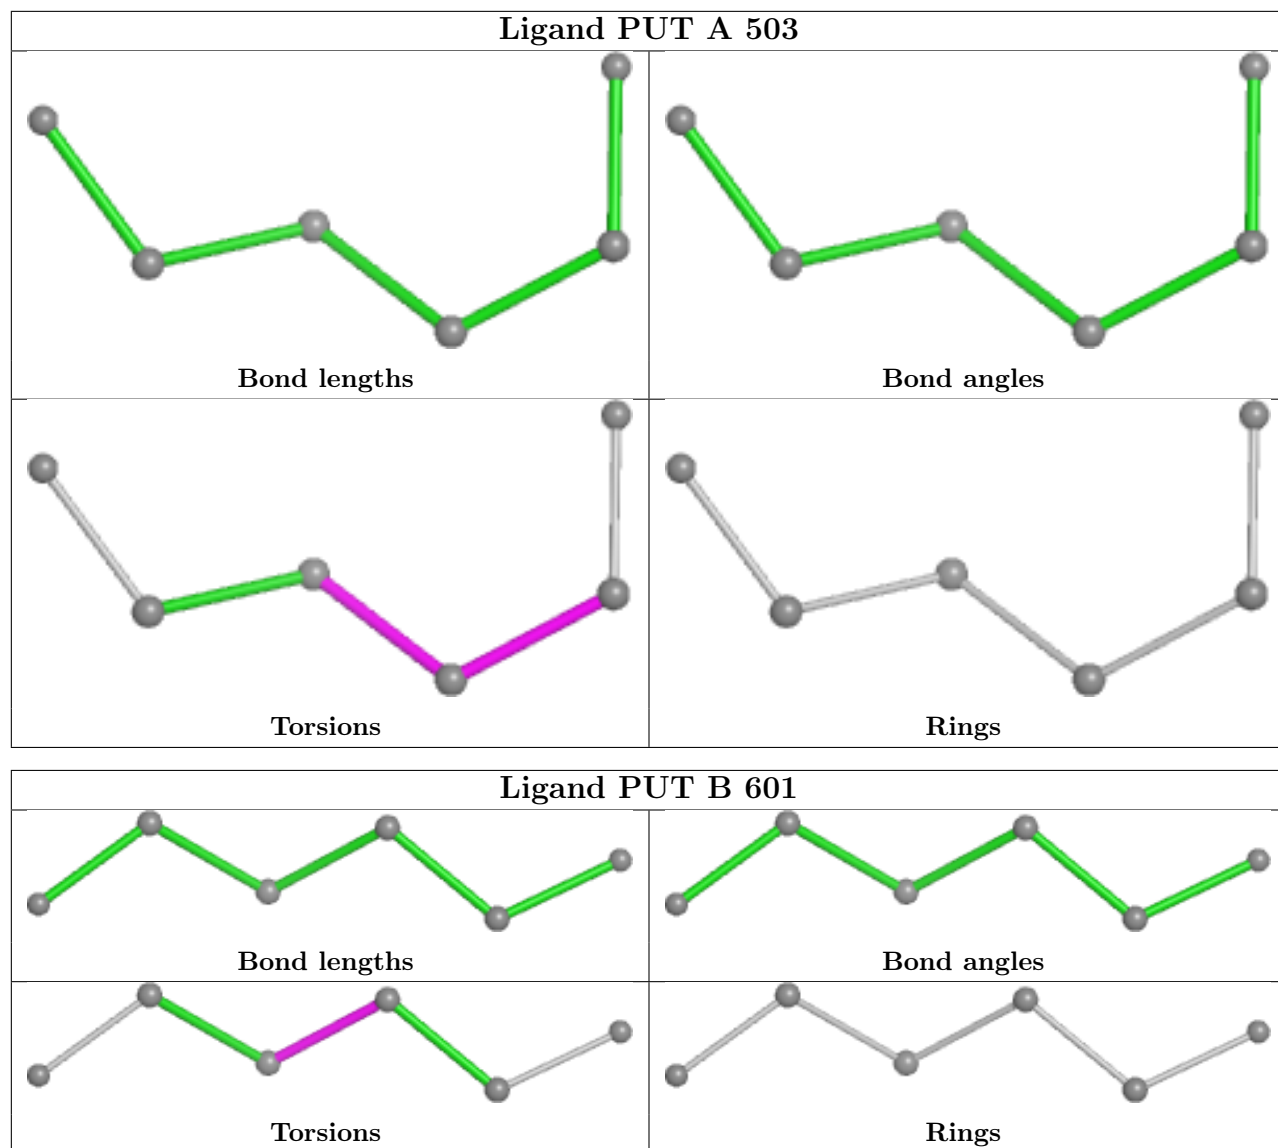 Ligand PUT A 503
Bond lengths
Bond angles
Torsions
Rings
Ligand PUT B 601
Bond lengths
Bond angles
Torsions
Rings